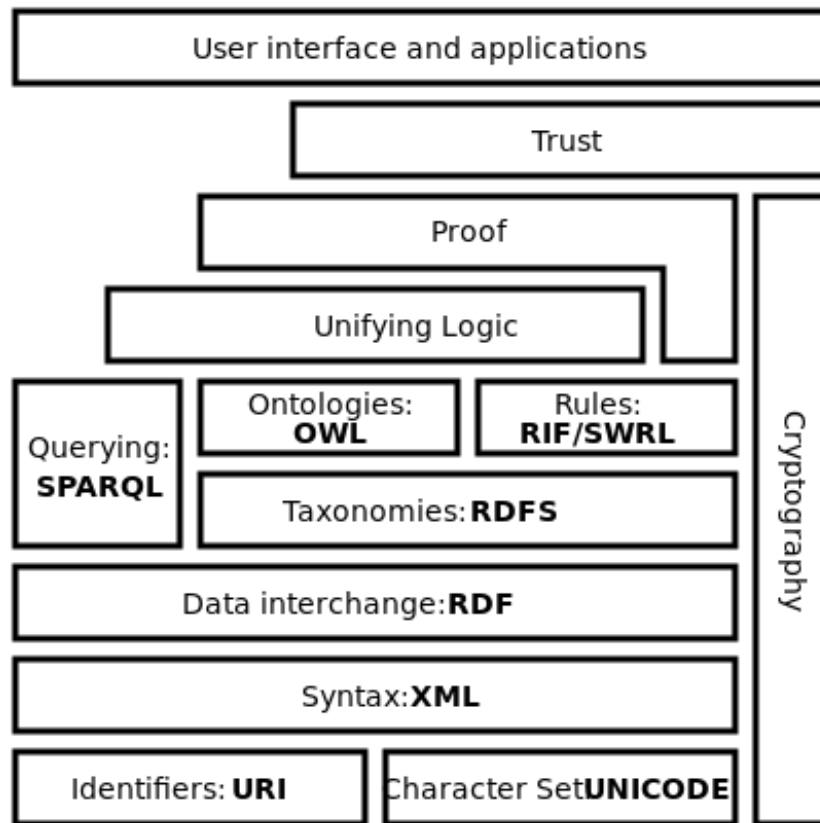 User interface and applications
Trust
Proof
Unifying Logic
Ontologies:
OWL
Rules:
RIF/SWRL
Querying:
SPARQL
Taxonomies: RDFS
Cryptography
Data interchange: RDF
Syntax: XML
Identifiers: URI
Character Set UNICODE